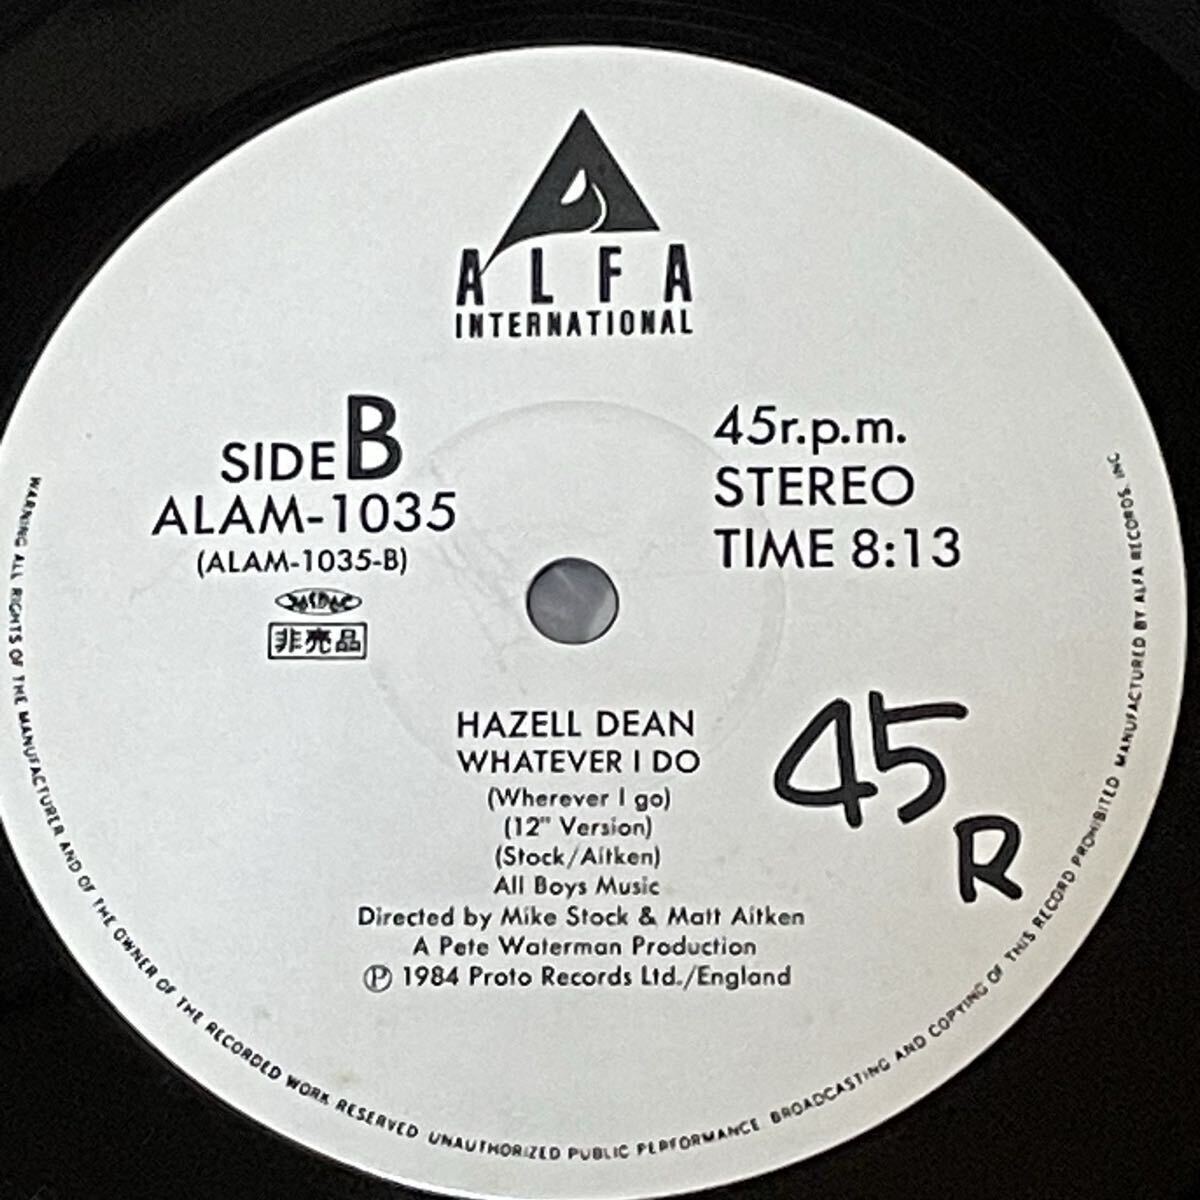 ALFA
INTERNATIONAL
SIDE B
ALAM-1035
(ALAM-1035-B)
JASRAC
非売品
45r.p.m.
STEREO
TIME 8:13
HAZELL DEAN
WHATEVER I DO
(Wherever I go)
(12" Version)
(Stock/Aitken)
All Boys Music
Directed by Mike Stock & Matt Aitken
A Pete Waterman Production
Ⓟ 1984 Proto Records Ltd./England
45
R
WARNING ALL RIGHTS OF THE MANUFACTURER AND OF THE OWNER OF THE RECORDED WORK RESERVED UNAUTHORIZED PUBLIC PERFORMANCE BROADCASTING AND COPYING OF THIS RECORD PROHIBITED MANUFACTURED BY ALFA RECORDS, INC